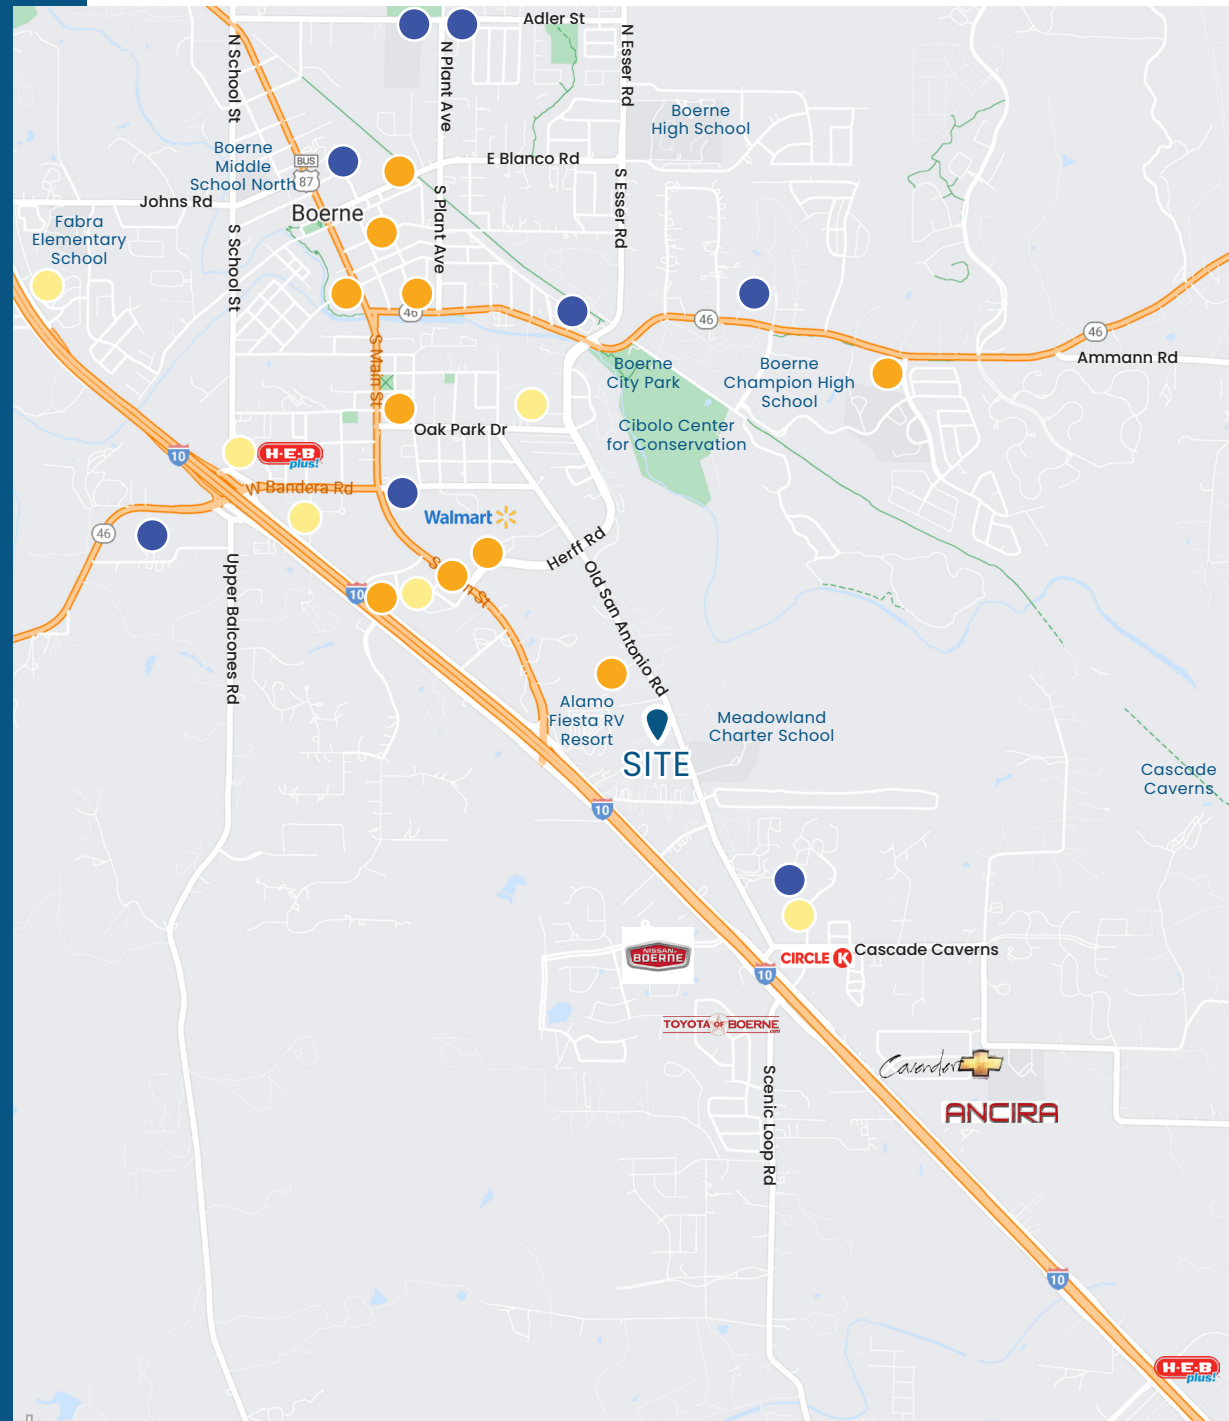 Adler St
N School St
N Plant Ave
N Esser Rd
Boerne
High School
Boerne
Middle
School North
BUS
87
E Blanco Rd
Johns Rd
S Esser Rd
S Plant Ave
Boerne
Fabra
Elementary
School
S School St
46
46
46
Ammann Rd
S Main St
Boerne
City Park
Boerne
Champion High
School
Oak Park Dr
Cibolo Center
for Conservation
10
H-E-B
plus!
W Bandera Rd
Walmart
46
Herff Rd
Upper Balcones Rd
10
Old San Antonio Rd
Alamo
Fiesta RV
Resort
Meadowland
Charter School
SITE
Cascade
Caverns
10
NISSAN OF
BOERNE
CIRCLE K
Cascade Caverns
10
TOYOTA OF BOERNE
Cavender
ANCIRA
Scenic Loop Rd
10
H-E-B
plus!